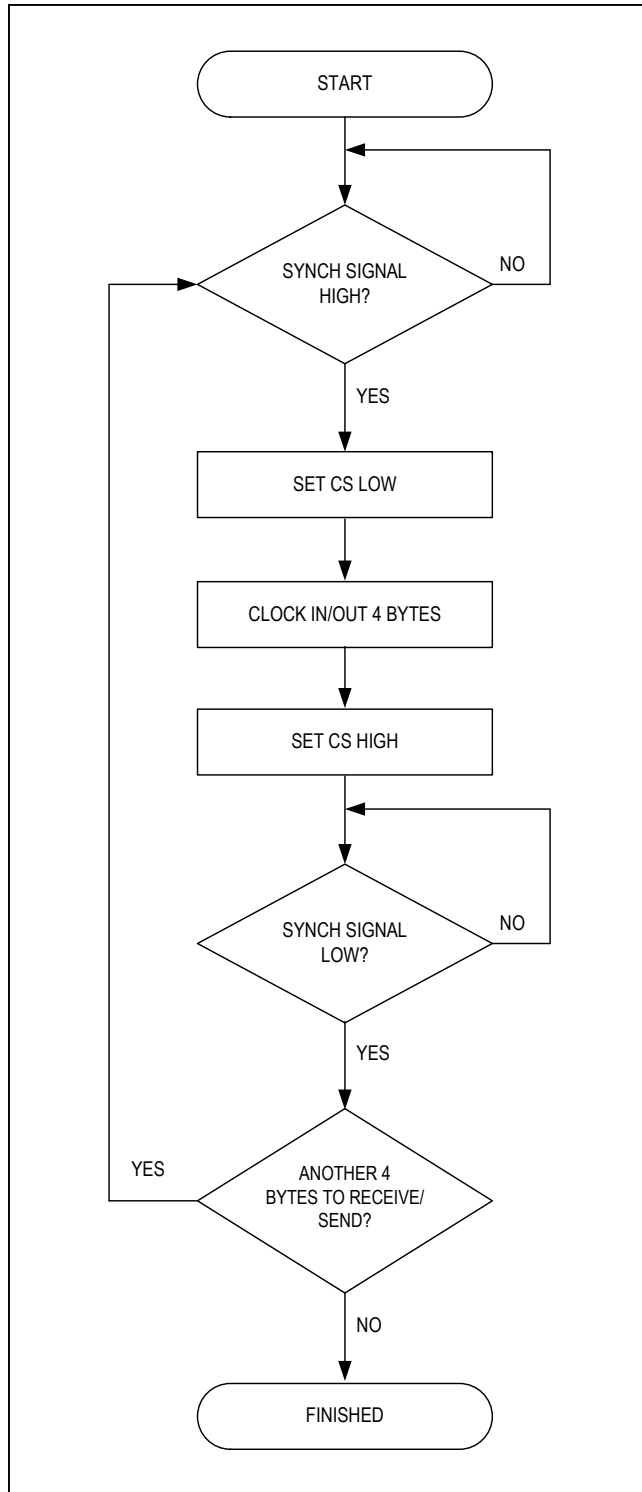 START
SYNCH SIGNAL
HIGH?
NO
YES
SET CS LOW
CLOCK IN/OUT 4 BYTES
SET CS HIGH
SYNCH SIGNAL
LOW?
NO
YES
YES
ANOTHER 4
BYTES TO RECEIVE/
SEND?
NO
FINISHED